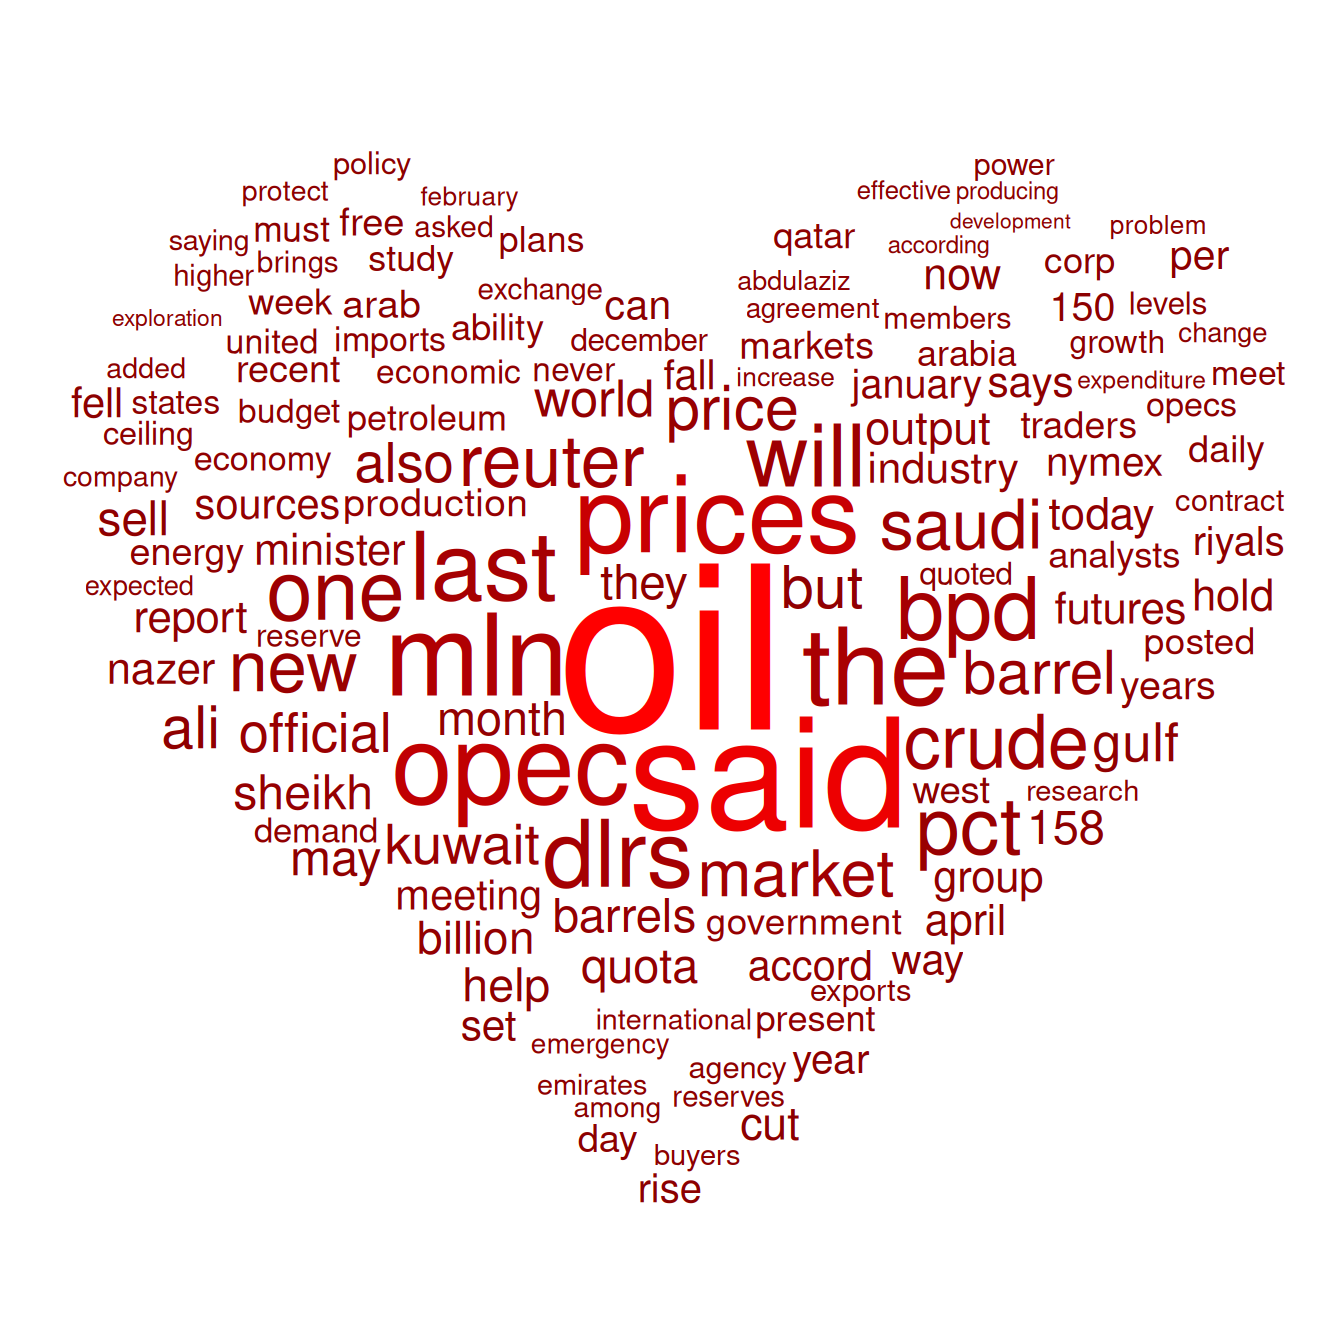 policy
power
protect
february
effective producing
must free asked plans
development problem
saying
qatar according
higher brings study
now corp per
exploration
week arab exchange can
abdulaziz
agreement members
150 levels
united imports ability december
markets arabia growth change
added recent economic never fall increase january says expenditure meet
fell states budget petroleum world price
output traders opecs
ceiling economy also reuter will industry nymex daily
company
sources production prices saudi today contract
sell
energy minister last they but quoted analysts riyals
expected
one oil bpd futures hold
report reserve
mln the posted
nazer new barrel years
ali official month
opec said crude gulf
sheikh west research
demand kuwait dlrs pct 158
may market group
meeting barrels government april
billion
quota accord way
help exports
set international present
emergency
agency year
emirates reserves
among
day cut
buyers
rise